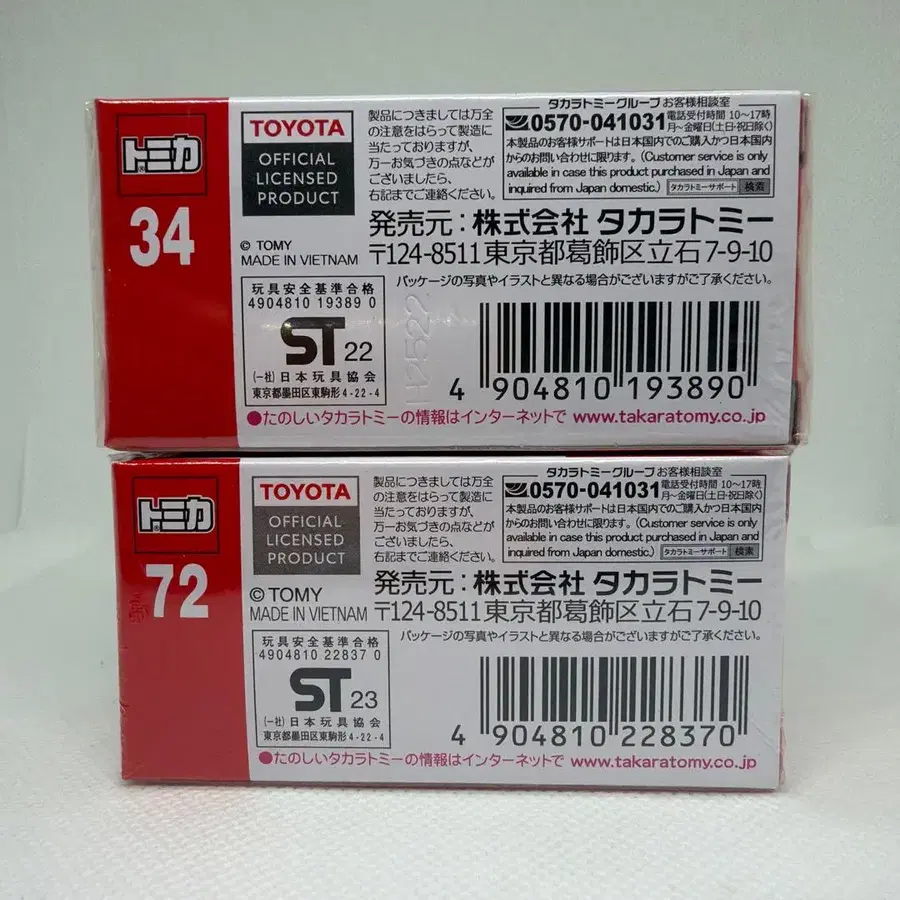 トミカ
34
TOYOTA
OFFICIAL
LICENSED
PRODUCT
© TOMY
MADE IN VIETNAM
製品につきましては万全
の注意をはらって製造に
当たっておりますが、
万一お気づきの点などが
ございましたら、
右記までご連絡ください。
タカラトミーグループ お客様相談室
0570-041031 電話受付時間 10〜17時
月〜金曜日(土日・祝日除く)
本製品のお客様サポートは日本国内でのご購入かつ日本国内
からのお問い合わせに限ります。(Customer service is only
available in case this product purchased in Japan and
inquired from Japan domestic.) タカラトミーサポート 検索
発売元：株式会社 タカラトミー
〒124-8511 東京都葛飾区立石7-9-10
パッケージの写真やイラストと異なる場合がございますがご了承ください。
玩具安全基準合格
4904810 19389 0
ST 22
(一社)日本玩具協会
東京都墨田区東駒形4-22-4
H2522
4 904810 193890
●たのしいタカラトミーの情報はインターネットで www.takaratomy.co.jp
トミカ
72
TOYOTA
OFFICIAL
LICENSED
PRODUCT
© TOMY
MADE IN VIETNAM
製品につきましては万全
の注意をはらって製造に
当たっておりますが、
万一お気づきの点などが
ございましたら、
右記までご連絡ください。
タカラトミーグループ お客様相談室
0570-041031 電話受付時間 10〜17時
月〜金曜日(土日・祝日除く)
本製品のお客様サポートは日本国内でのご購入かつ日本国内
からのお問い合わせに限ります。(Customer service is only
available in case this product purchased in Japan and
inquired from Japan domestic.) タカラトミーサポート 検索
発売元：株式会社 タカラトミー
〒124-8511 東京都葛飾区立石7-9-10
パッケージの写真やイラストと異なる場合がございますがご了承ください。
玩具安全基準合格
4904810 22837 0
ST 23
(一社)日本玩具協会
東京都墨田区東駒形4-22-4
4 904810 228370
●たのしいタカラトミーの情報はインターネットで www.takaratomy.co.jp